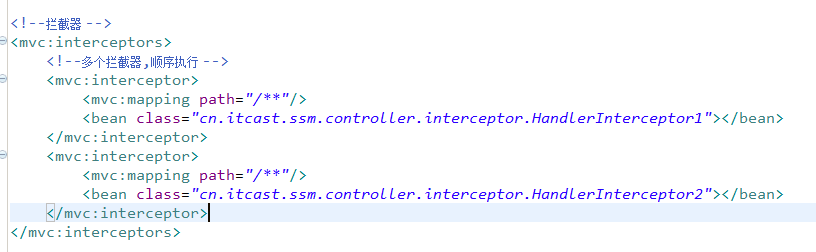 <!--拦截器 -->
<mvc:interceptors>
<!--多个拦截器,顺序执行 -->
<mvc:interceptor>
<mvc:mapping path="/**"/>
<bean class="cn.itcast.ssm.controller.interceptor.HandlerInterceptor1"></bean>
</mvc:interceptor>
<mvc:interceptor>
<mvc:mapping path="/**"/>
<bean class="cn.itcast.ssm.controller.interceptor.HandlerInterceptor2"></bean>
</mvc:interceptor>
</mvc:interceptors>